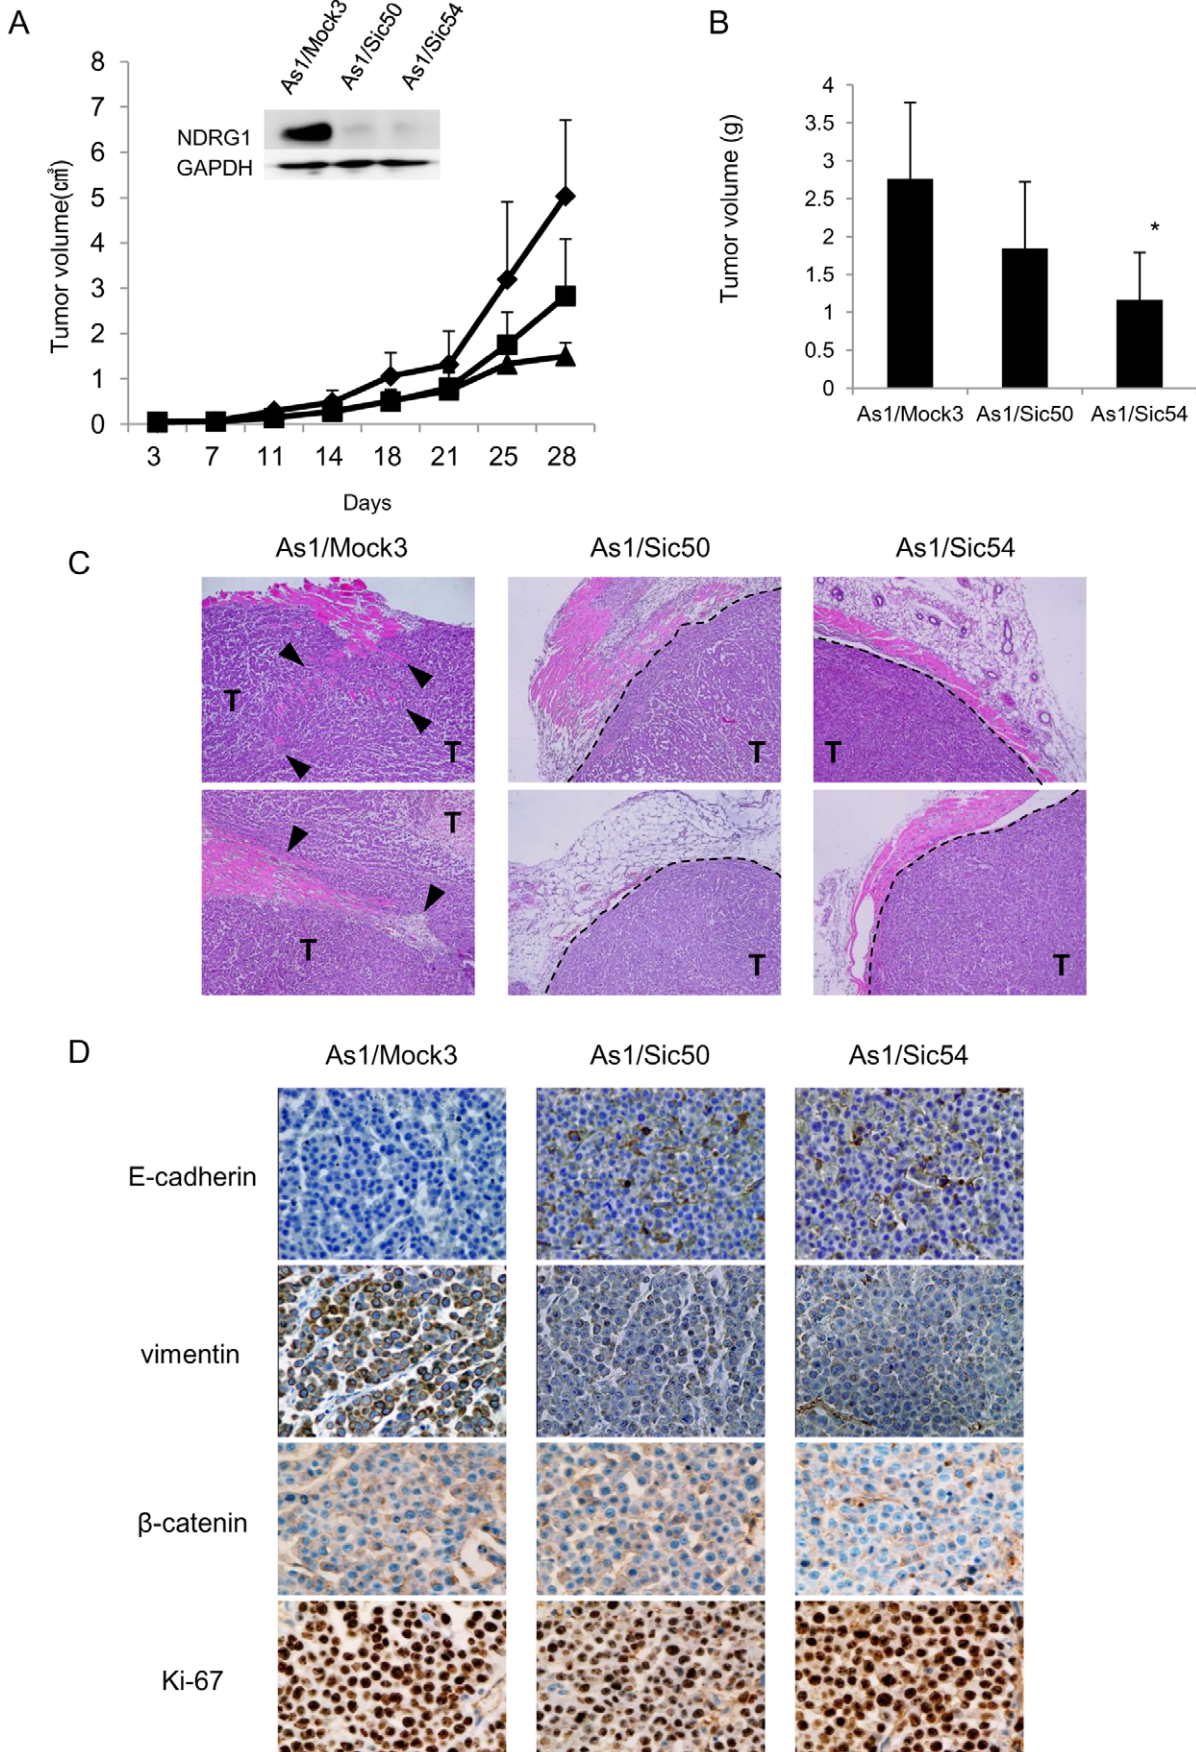 A
As1/Mock3
As1/Sic50
As1/Sic54
NDRG1
GAPDH
8
7
6
5
4
3
2
1
0
Tumor volume(㎤)
3 7 11 14 18 21 25 28
Days
B
4
3.5
3
2.5
2
1.5
1
0.5
0
Tumor volume (g)
*
As1/Mock3 As1/Sic50 As1/Sic54
C
As1/Mock3 As1/Sic50 As1/Sic54
T T T T
T T T T
D
As1/Mock3 As1/Sic50 As1/Sic54
E-cadherin
vimentin
β-catenin
Ki-67